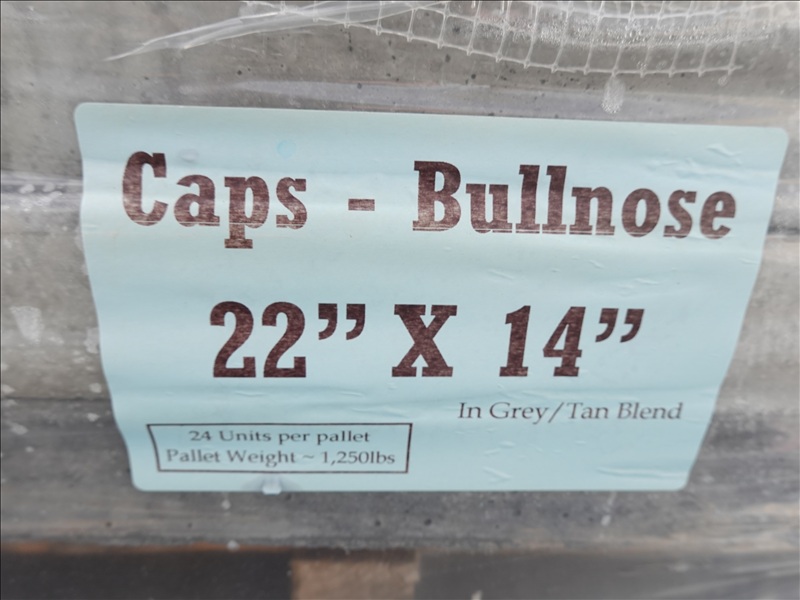 Caps - Bullnose
22” X 14”
In Grey/Tan Blend
24 Units per pallet
Pallet Weight ~ 1,250lbs